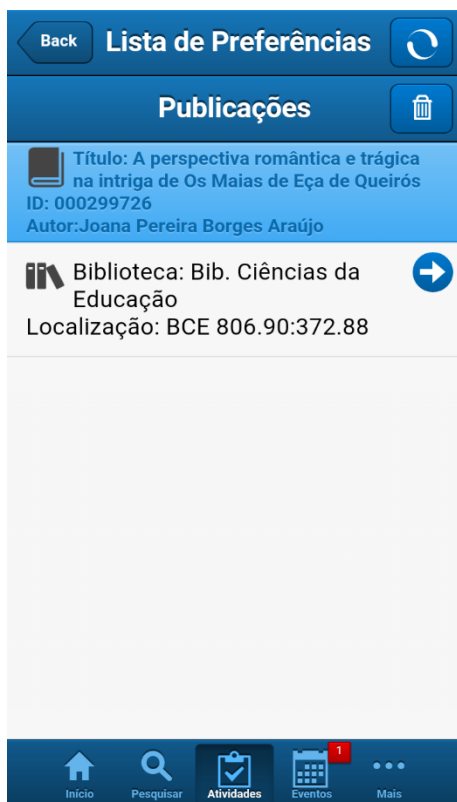 Back
Lista de Preferências
Publicações
Título: A perspectiva romântica e trágica
na intriga de Os Maias de Eça de Queirós
ID: 000299726
Autor:Joana Pereira Borges Araújo
Biblioteca: Bib. Ciências da
Educação
Localização: BCE 806.90:372.88
1
Início Pesquisar Atividades Eventos Mais